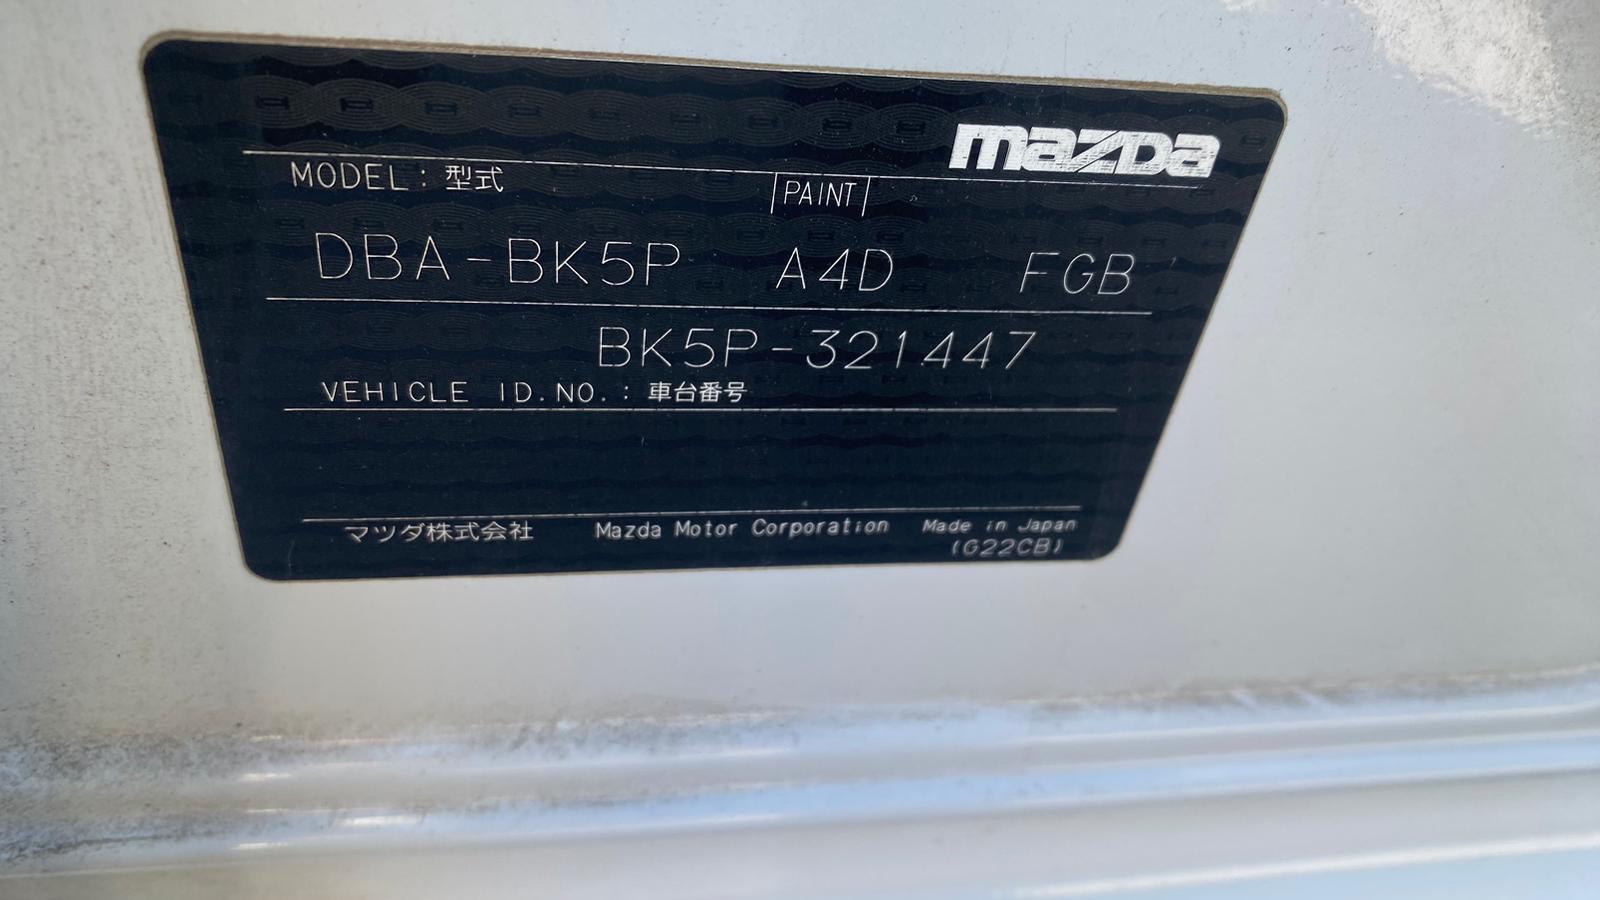 mazda
MODEL : 型式 PAINT
DBA-BK5P A4D FGB
BK5P-321447
VEHICLE ID.NO. : 車台番号
マツダ株式会社 Mazda Motor Corporation Made in Japan
(G22CB)